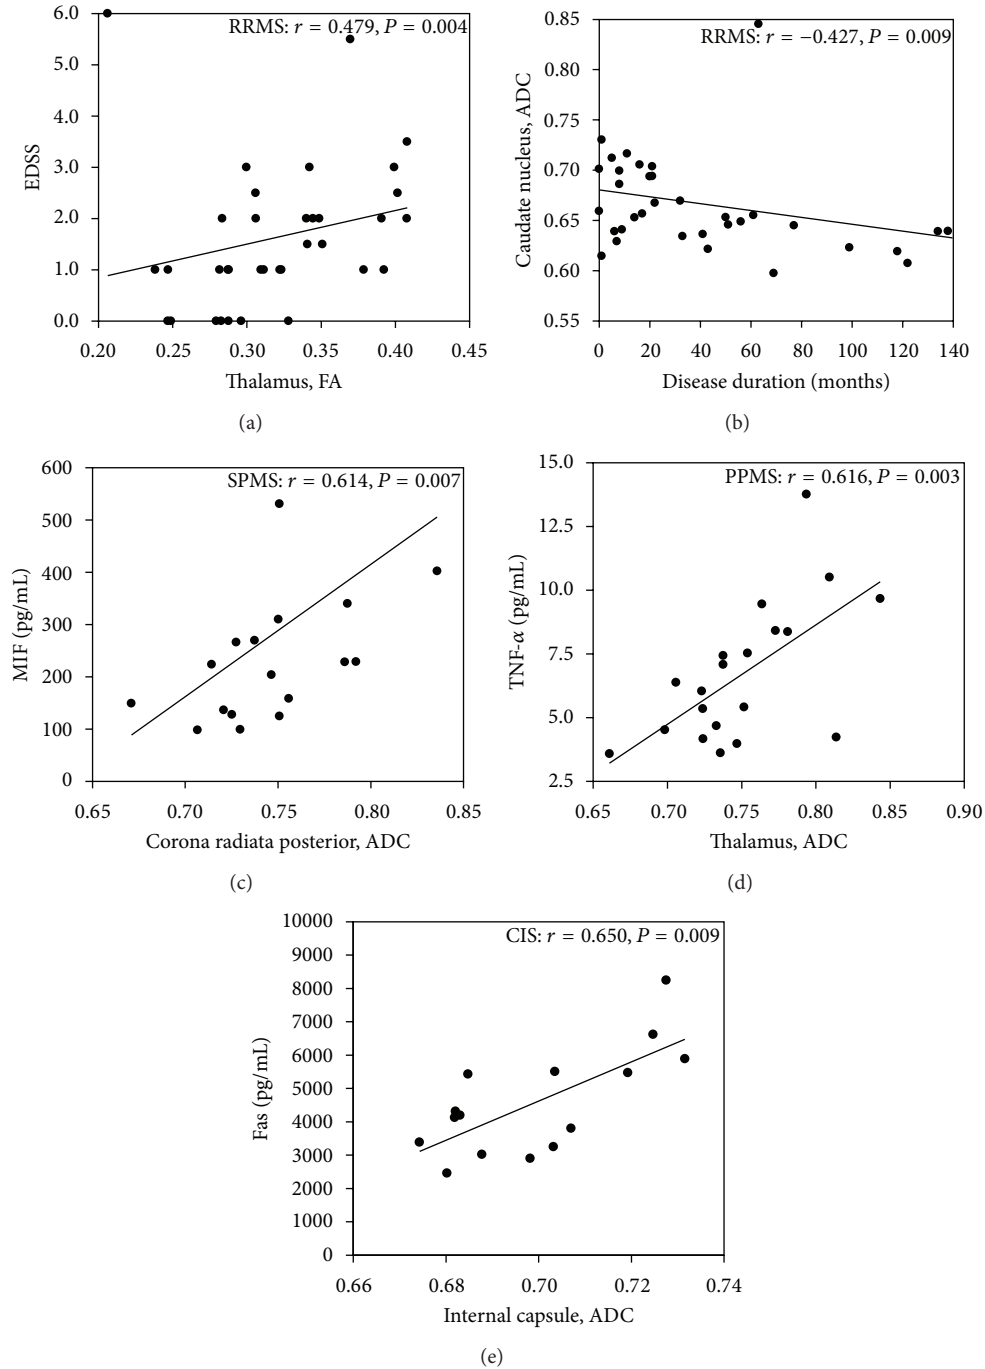 RRMS: r = 0.479, P = 0.004
6.0
5.0
4.0
3.0
2.0
1.0
0.0
EDSS
0.20 0.25 0.30 0.35 0.40 0.45
Thalamus, FA
(a)
RRMS: r = −0.427, P = 0.009
0.85
0.80
0.75
0.70
0.65
0.60
0.55
Caudate nucleus, ADC
0 20 40 60 80 100 120 140
Disease duration (months)
(b)
SPMS: r = 0.614, P = 0.007
600
500
400
300
200
100
0
MIF (pg/mL)
0.65 0.70 0.75 0.80 0.85
Corona radiata posterior, ADC
(c)
PPMS: r = 0.616, P = 0.003
15.0
12.5
10.0
7.5
5.0
2.5
TNF-α (pg/mL)
0.65 0.70 0.75 0.80 0.85 0.90
Thalamus, ADC
(d)
CIS: r = 0.650, P = 0.009
10000
9000
8000
7000
6000
5000
4000
3000
2000
1000
0
Fas (pg/mL)
0.66 0.68 0.70 0.72 0.74
Internal capsule, ADC
(e)